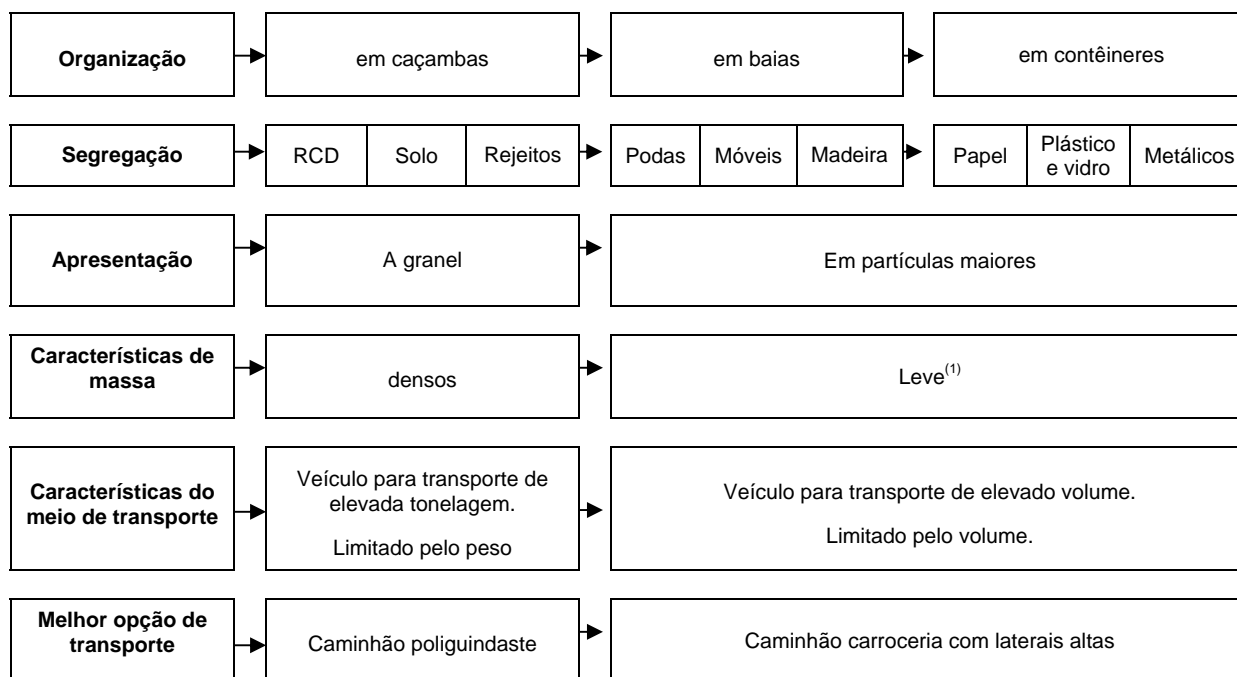 Organização
em caçambas
em baias
em contêineres
Segregação
RCD
Solo
Rejeitos
Podas
Móveis
Madeira
Papel
Plástico
e vidro
Metálicos
Apresentação
A granel
Em partículas maiores
Características de
massa
densos
Leve(1)
Características do
meio de transporte
Veículo para transporte de
elevada tonelagem.
Limitado pelo peso
Veículo para transporte de elevado volume.
Limitado pelo volume.
Melhor opção de
transporte
Caminhão poliguindaste
Caminhão carroceria com laterais altas